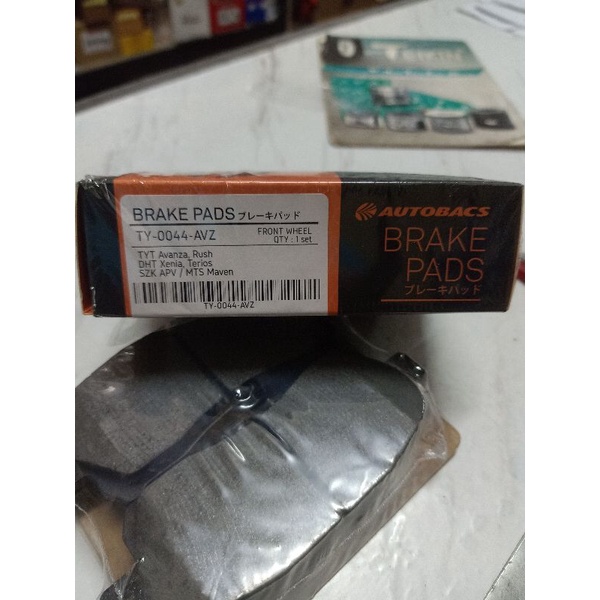 BRAKE PADS ブレーキパッド
TY-0044-AVZ
FRONT WHEEL
QTY : 1 set
TYT Avanza, Rush
DHT Xenia, Terios
SZK APV / MTS Maven
TY-0044-AVZ
AUTOBACS
BRAKE
PADS
ブレーキパッド